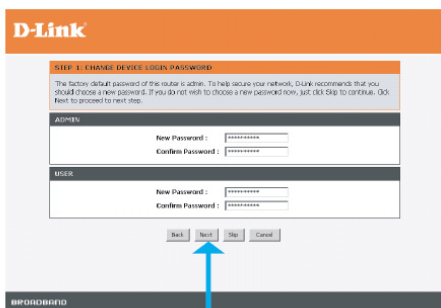 D-Link
STEP 1: CHANGE DEVICE LOGIN PASSWORD
The factory default password of this router is admin. To help secure your network, D-Link recommends that you
should choose a new password. If you do not wish to choose a new password now, just click Skip to continue. Click
Next to proceed to next step.
ADMIN
New Password : **********
Confirm Password : **********
USER
New Password : **********
Confirm Password : **********
Back Next Skip Cancel
BROADBAND